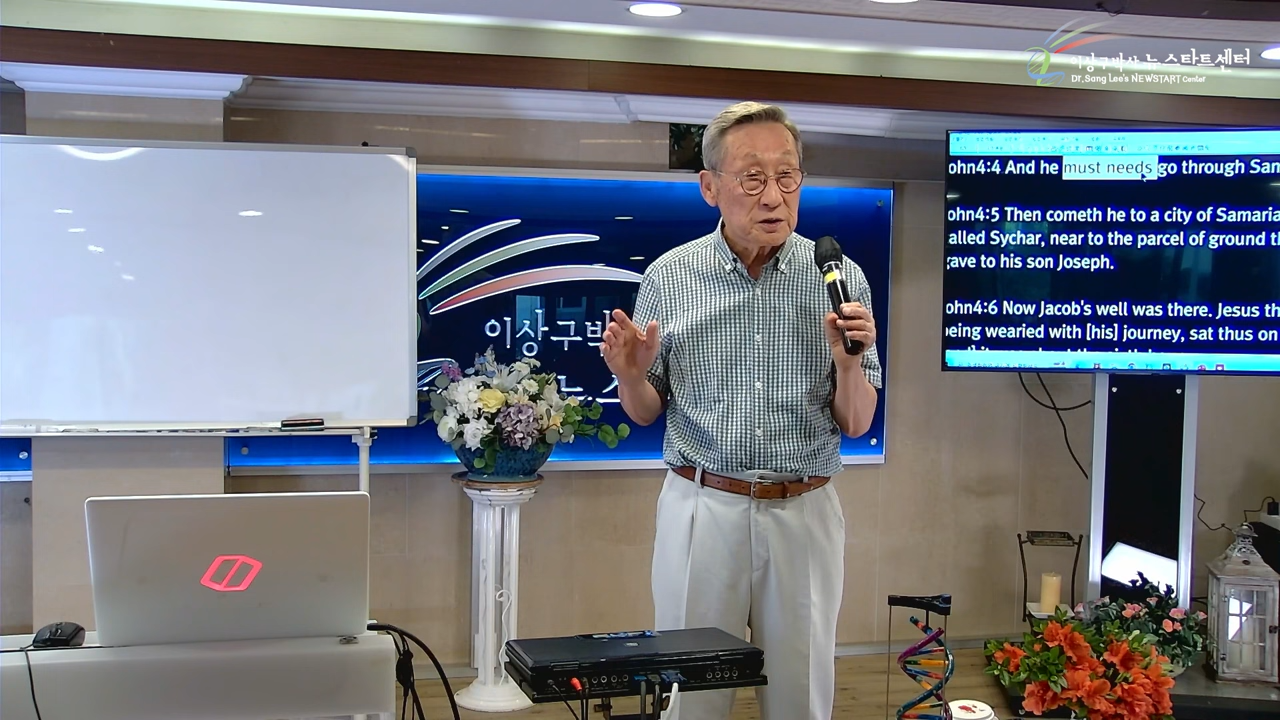 이상구박사 뉴스타트센터
Dr. Sang Lee's NEWSTART Center
이상구박
뉴스
ohn4:4 And he must needs go through Sam
ohn4:5 Then cometh he to a city of Samaria
alled Sychar, near to the parcel of ground th
gave to his son Joseph.
ohn4:6 Now Jacob's well was there. Jesus th
being wearied with [his] journey, sat thus on